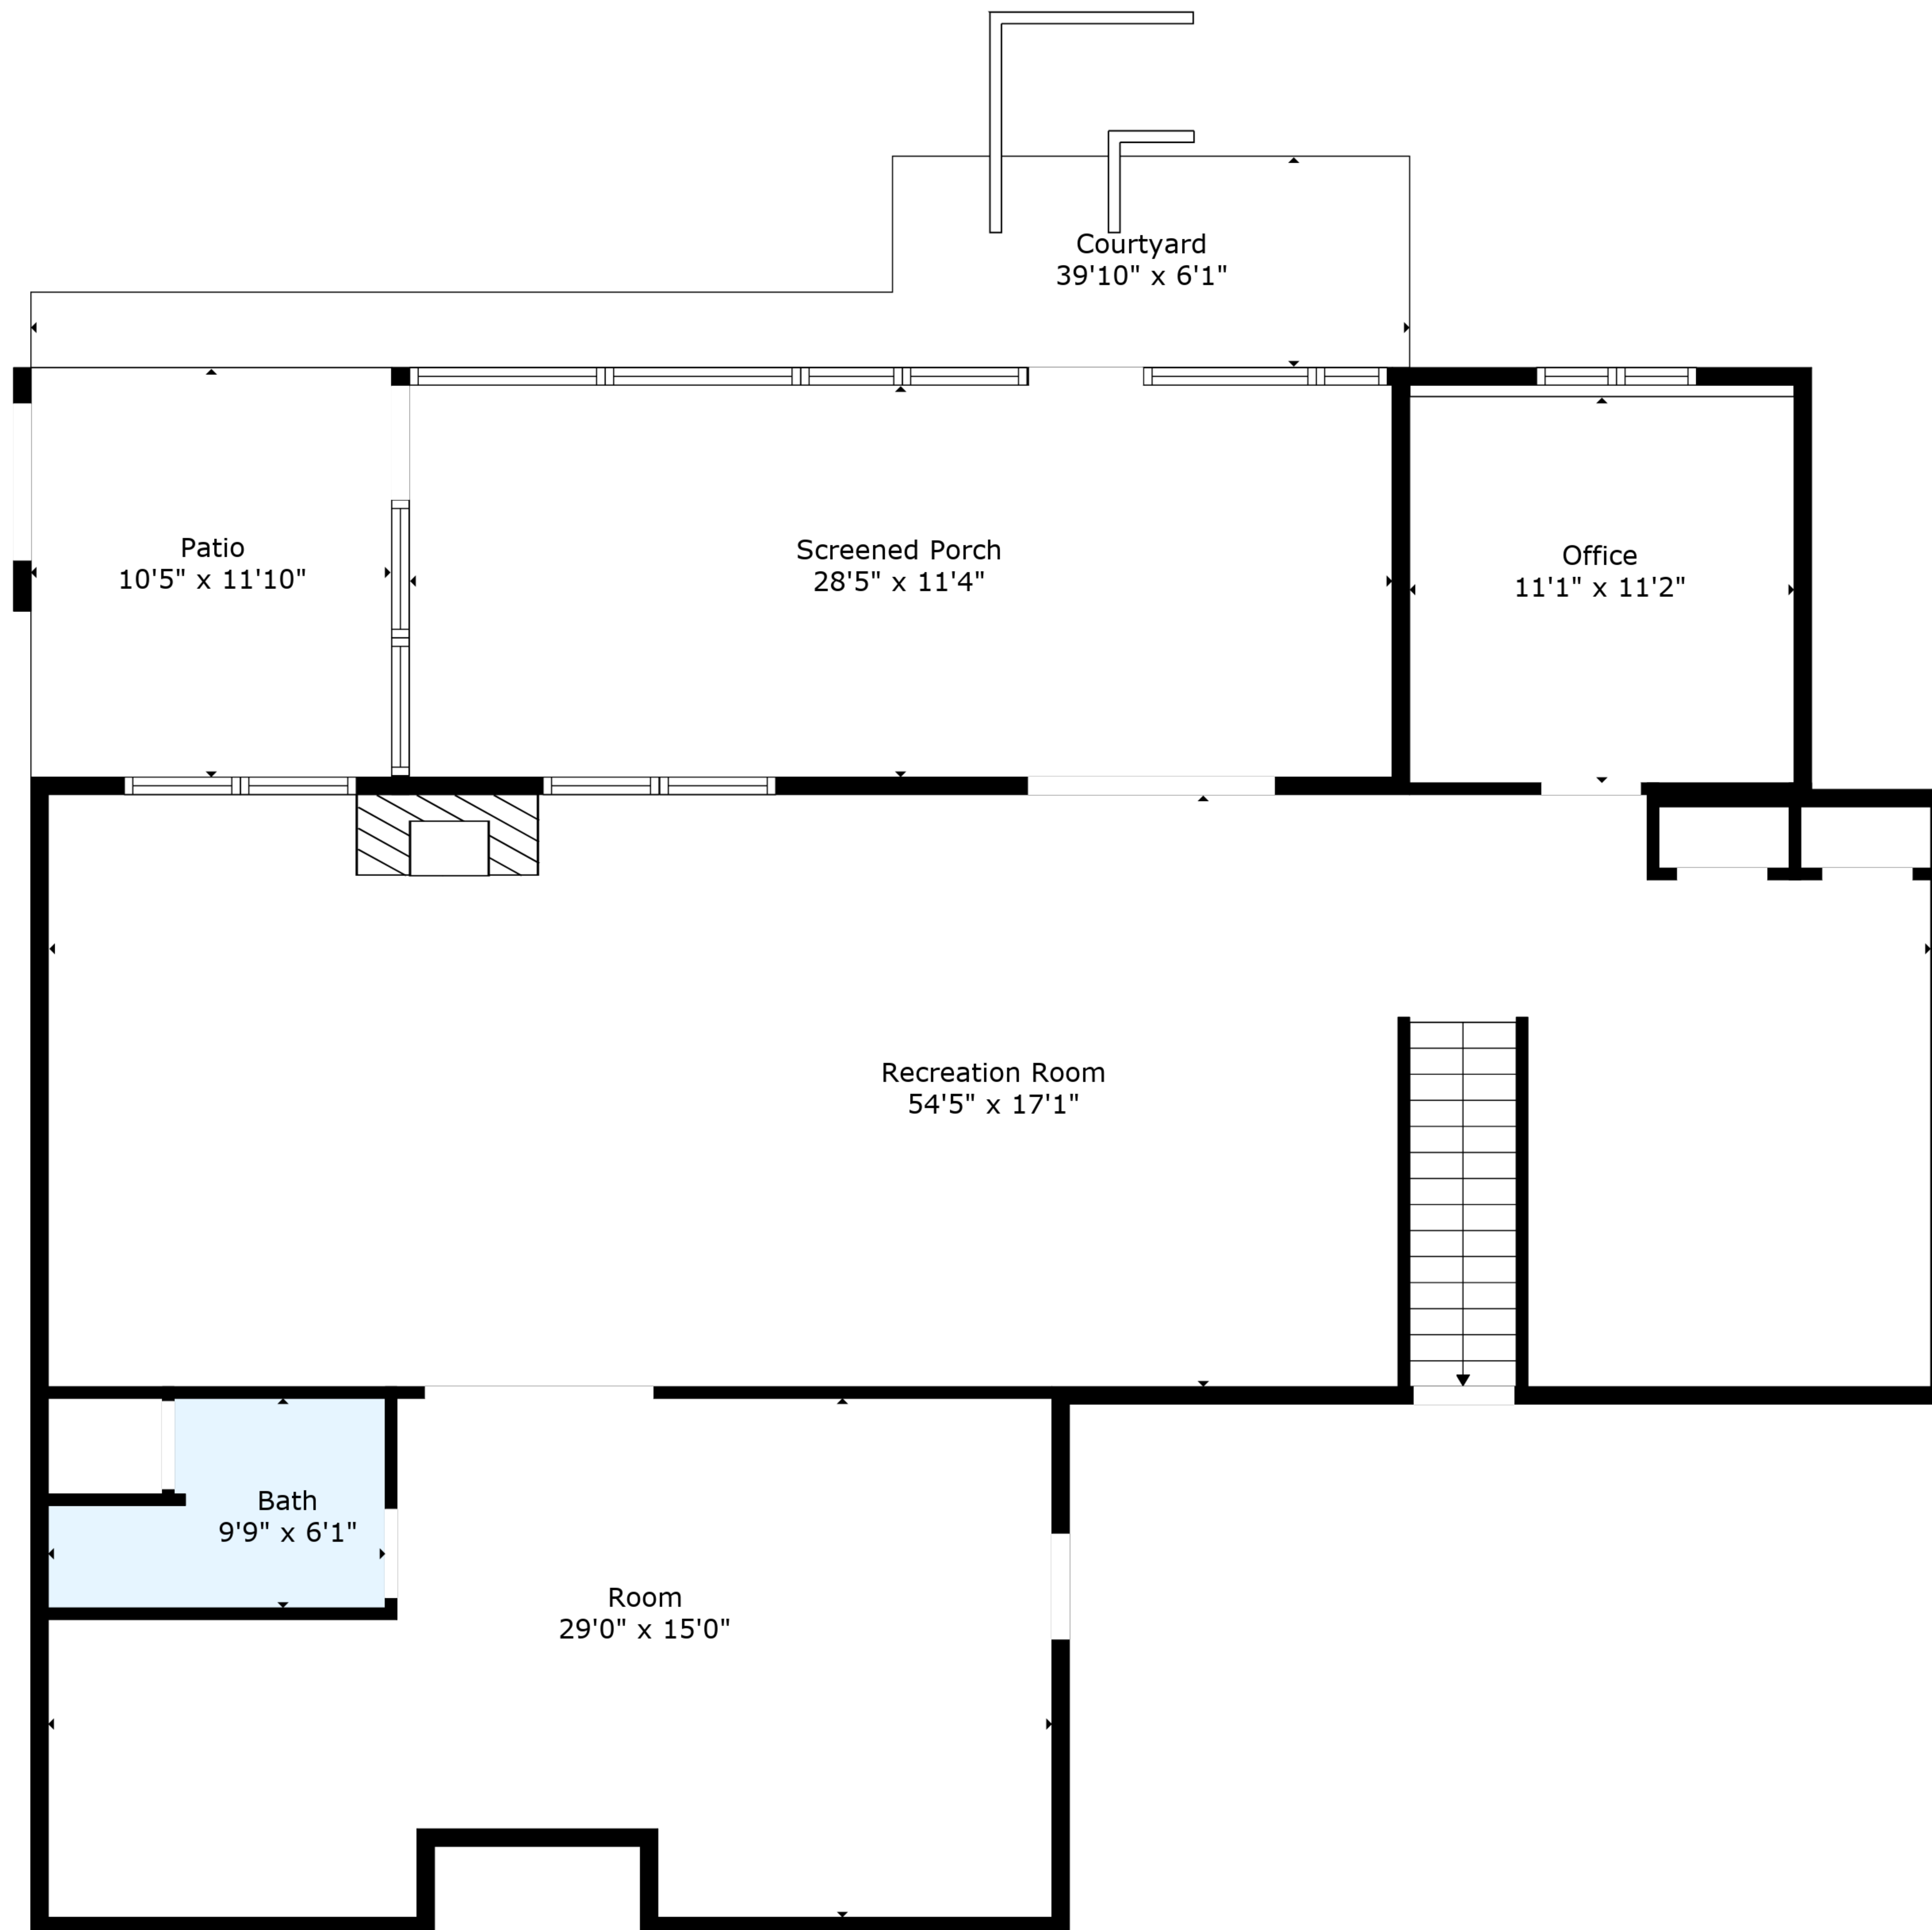 Courtyard
39'10" x 6'1"
Patio
10'5" x 11'10"
Screened Porch
28'5" x 11'4"
Office
11'1" x 11'2"
Recreation Room
54'5" x 17'1"
Bath
9'9" x 6'1"
Room
29'0" x 15'0"